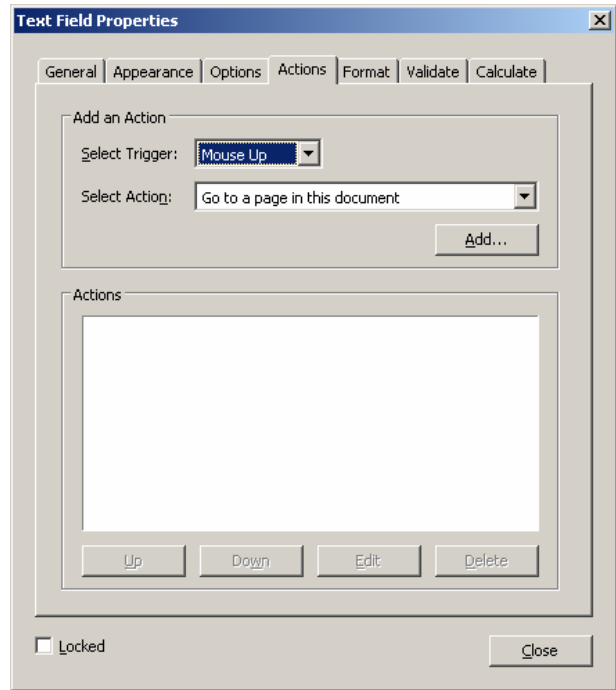 Text Field Properties
General Appearance Options Actions Format Validate Calculate
Add an Action
Select Trigger: Mouse Up
Select Action: Go to a page in this document
Add...
Actions
Up Down Edit Delete
Locked
Close